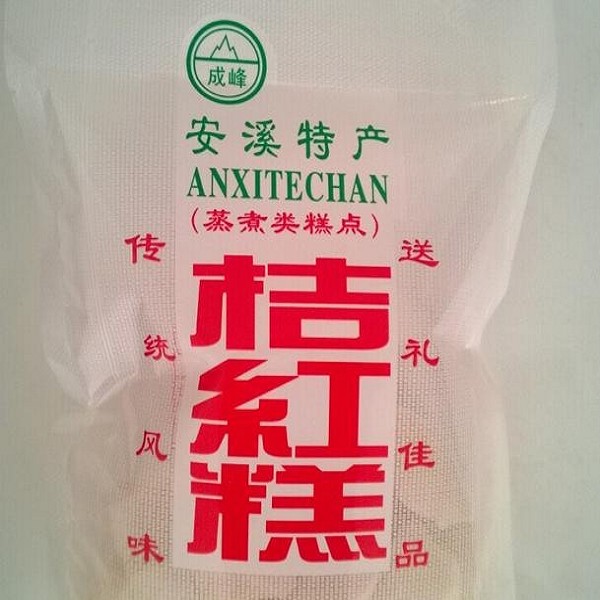 成峰
安溪特产
ANXITECHAN
（蒸煮类糕点）
桔紅糕
传统风味
送礼佳品